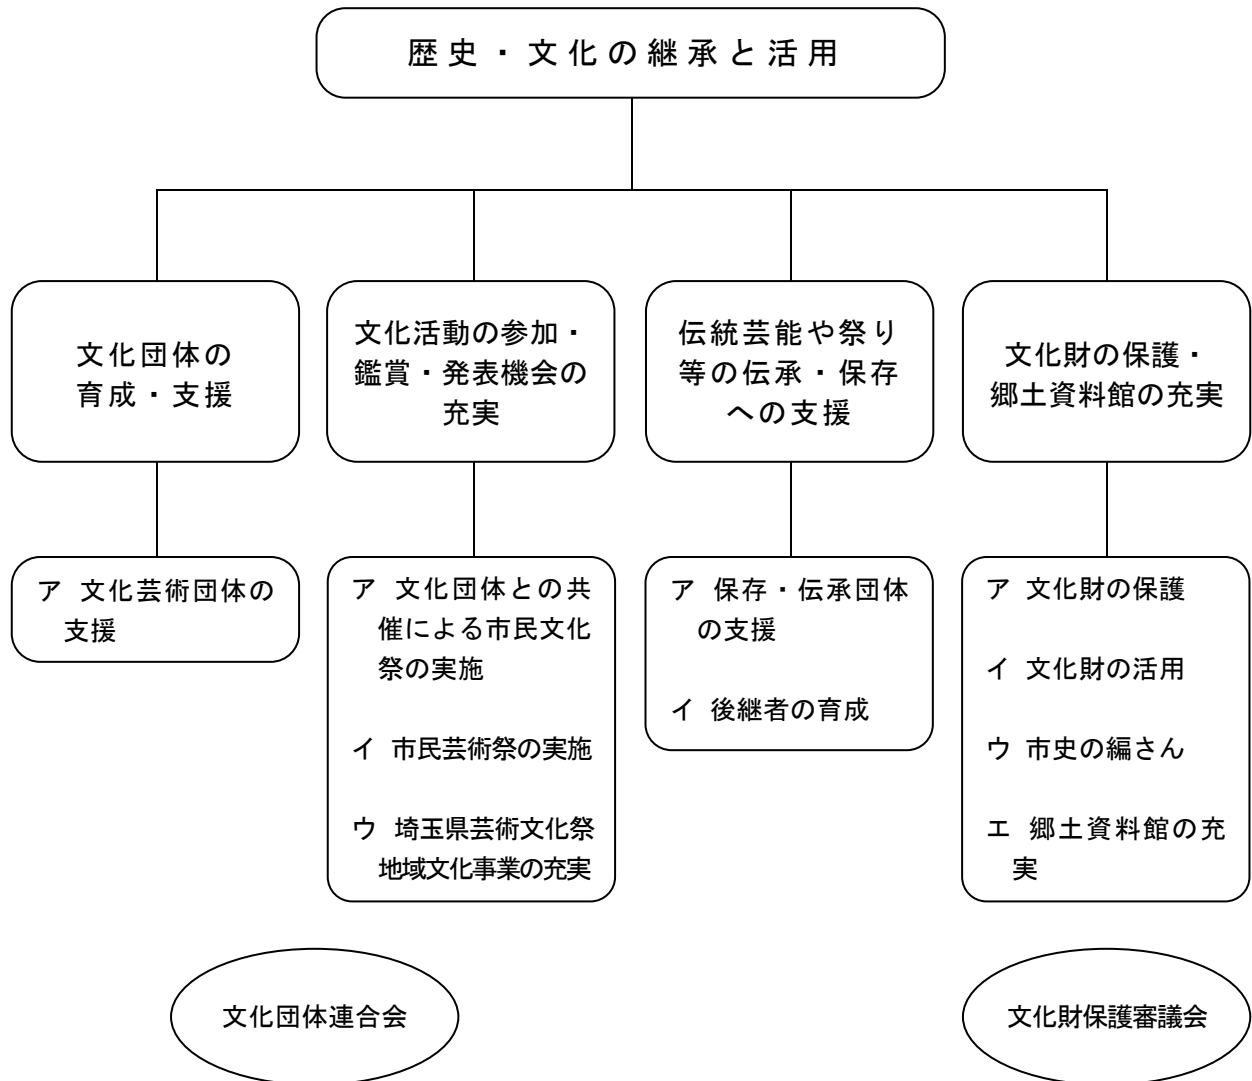 歴史・文化の継承と活用
文化団体の
育成・支援
文化活動の参加・
鑑賞・発表機会の
充実
伝統芸能や祭り
等の伝承・保存
への支援
文化財の保護・
郷土資料館の充実
ア 文化芸術団体の
支援
ア 文化団体との共
催による市民文化
祭の実施
イ 市民芸術祭の実施
ウ 埼玉県芸術文化祭
地域文化事業の充実
ア 保存・伝承団体
の支援
イ 後継者の育成
ア 文化財の保護
イ 文化財の活用
ウ 市史の編さん
エ 郷土資料館の充
実
文化団体連合会
文化財保護審議会